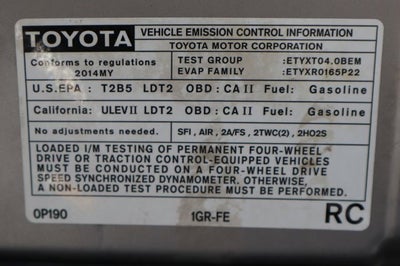 TOYOTA VEHICLE EMISSION CONTROL INFORMATION
TOYOTA MOTOR CORPORATION
Conforms to regulations
2014MY
TEST GROUP :ETYXT04.0BEM
EVAP FAMILY :ETYXR0165P22
U.S.EPA : T2B5 LDT2 OBD : CA II Fuel: Gasoline
California: ULEVII LDT2 OBD : CA II Fuel: Gasoline
No adjustments needed. SFI , AIR , 2A/FS , 2TWC(2) , 2HO2S
LOADED I/M TESTING OF PERMANENT FOUR-WHEEL
DRIVE OR TRACTION CONTROL-EQUIPPED VEHICLES
MUST BE CONDUCTED ON A FOUR-WHEEL DRIVE
SPEED SYNCHRONIZED DYNAMOMETER. OTHERWISE,
A NON-LOADED TEST PROCEDURE MUST BE USED.
0P190 1GR-FE RC